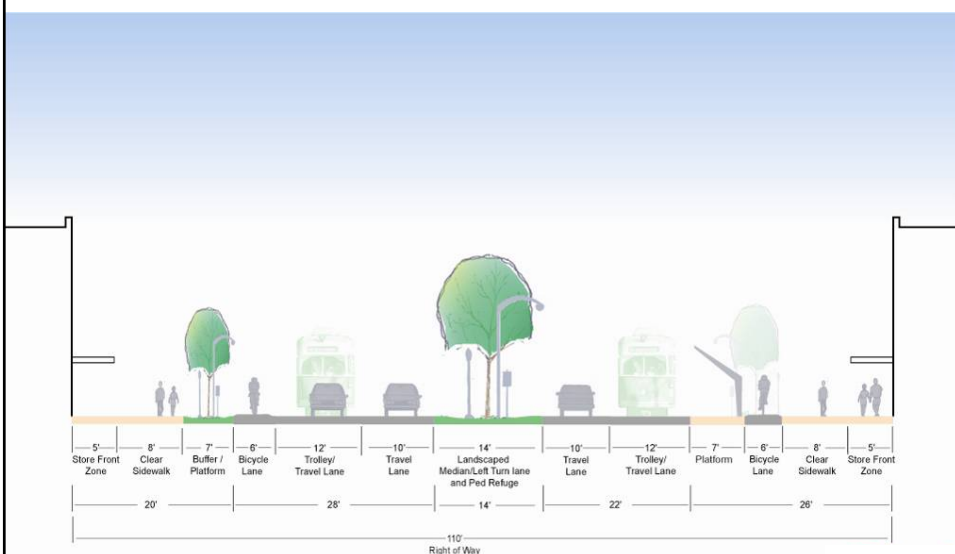 5' 8' 7' 6' 12' 10' 14' 10' 12' 7' 6' 8' 5'
Store Front Zone
Clear Sidewalk
Buffer / Platform
Bicycle Lane
Trolley/ Travel Lane
Travel Lane
Landscaped Median/Left Turn lane and Ped Refuge
Travel Lane
Trolley/ Travel Lane
Platform
Bicycle Lane
Clear Sidewalk
Store Front Zone
20' 28' 14' 22' 26'
110'
Right of Way